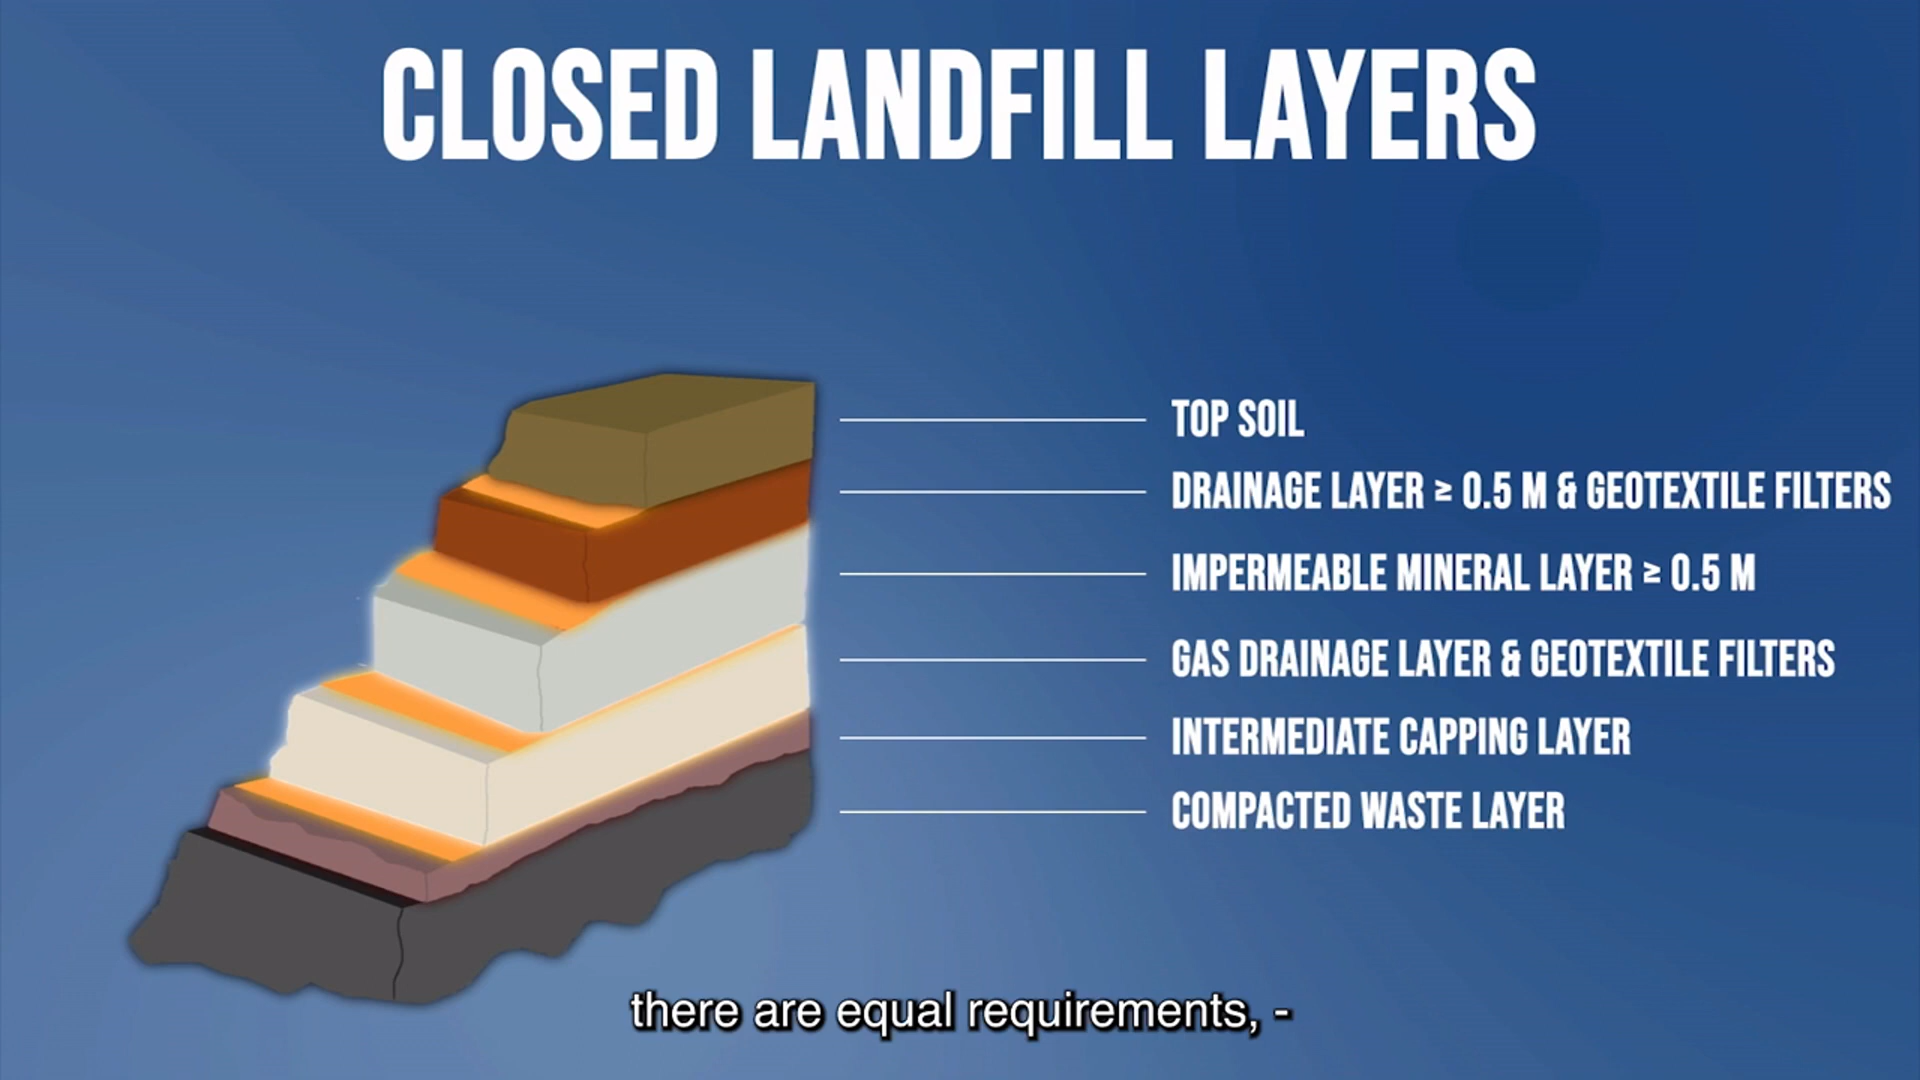 CLOSED LANDFILL LAYERS
TOP SOIL
DRAINAGE LAYER ≥ 0.5 M & GEOTEXTILE FILTERS
IMPERMEABLE MINERAL LAYER ≥ 0.5 M
GAS DRAINAGE LAYER & GEOTEXTILE FILTERS
INTERMEDIATE CAPPING LAYER
COMPACTED WASTE LAYER
there are equal requirements, -